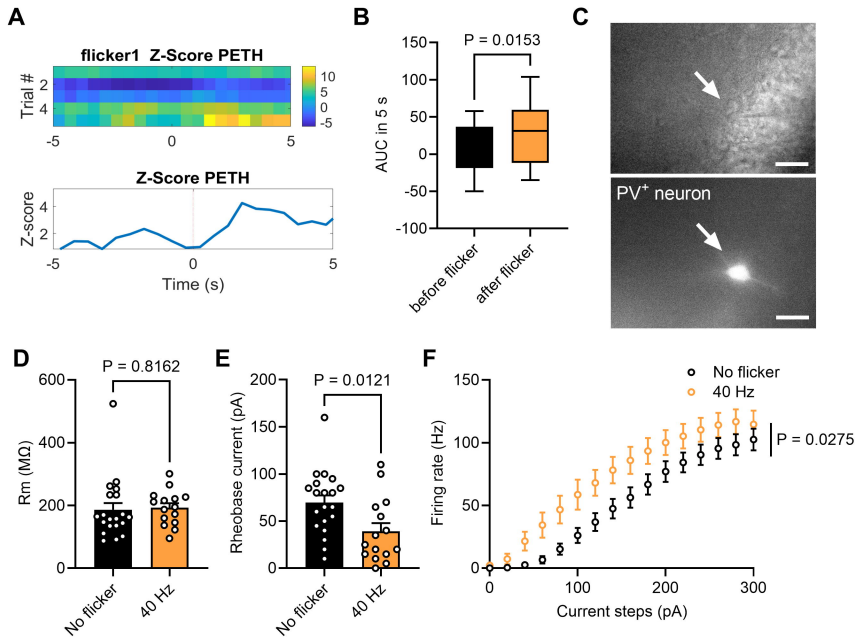 A
flicker1 Z-Score PETH
Trial #
2
4
-5
0
5
10
5
0
-5
Z-Score PETH
Z-score
4
2
-5
0
5
Time (s)
B
P = 0.0153
AUC in 5 s
150
100
50
0
-50
-100
before flicker
after flicker
C
PV+ neuron
D
P = 0.8162
Rm (MΩ)
600
400
200
0
No flicker
40 Hz
E
P = 0.0121
Rheobase current (pA)
200
150
100
50
0
No flicker
40 Hz
F
No flicker
40 Hz
Firing rate (Hz)
150
100
50
0
P = 0.0275
0
100
200
300
Current steps (pA)